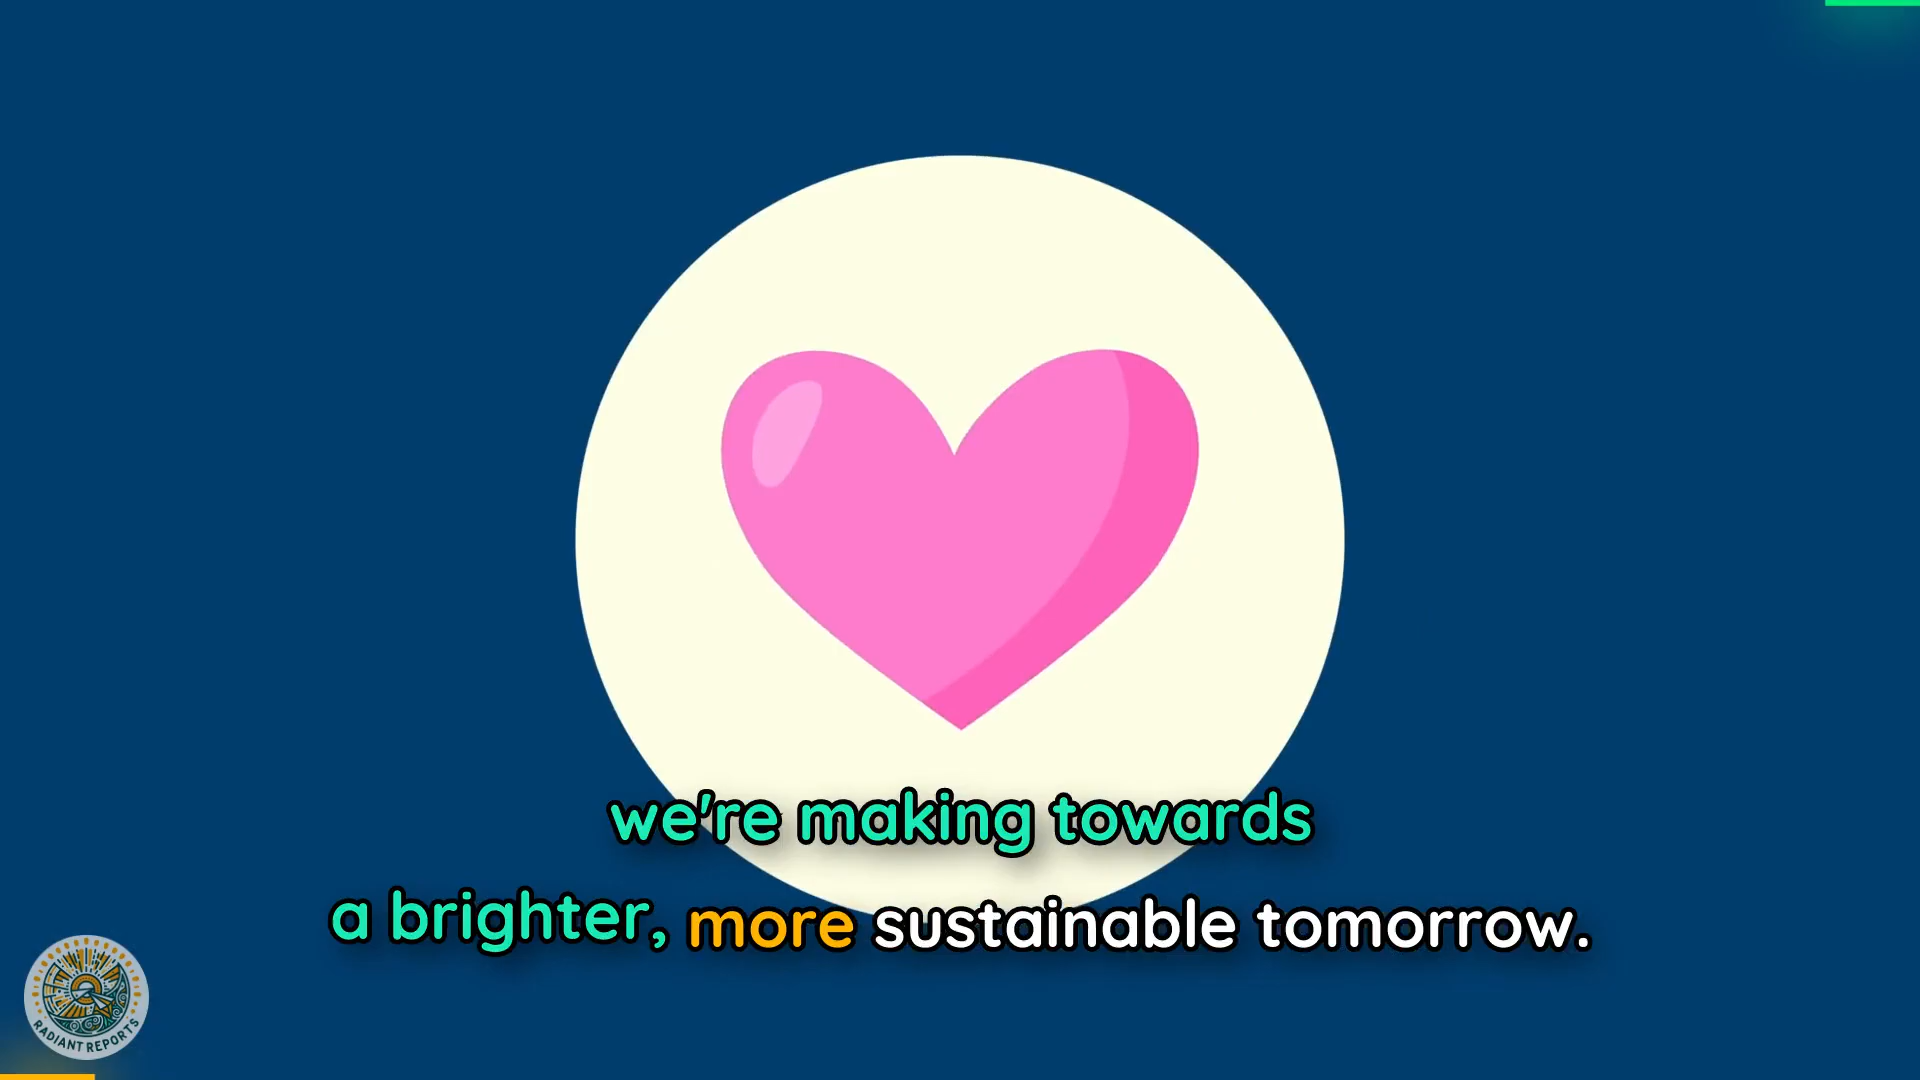 we're making towards
a brighter, more sustainable tomorrow.
RADIANT REPORTS